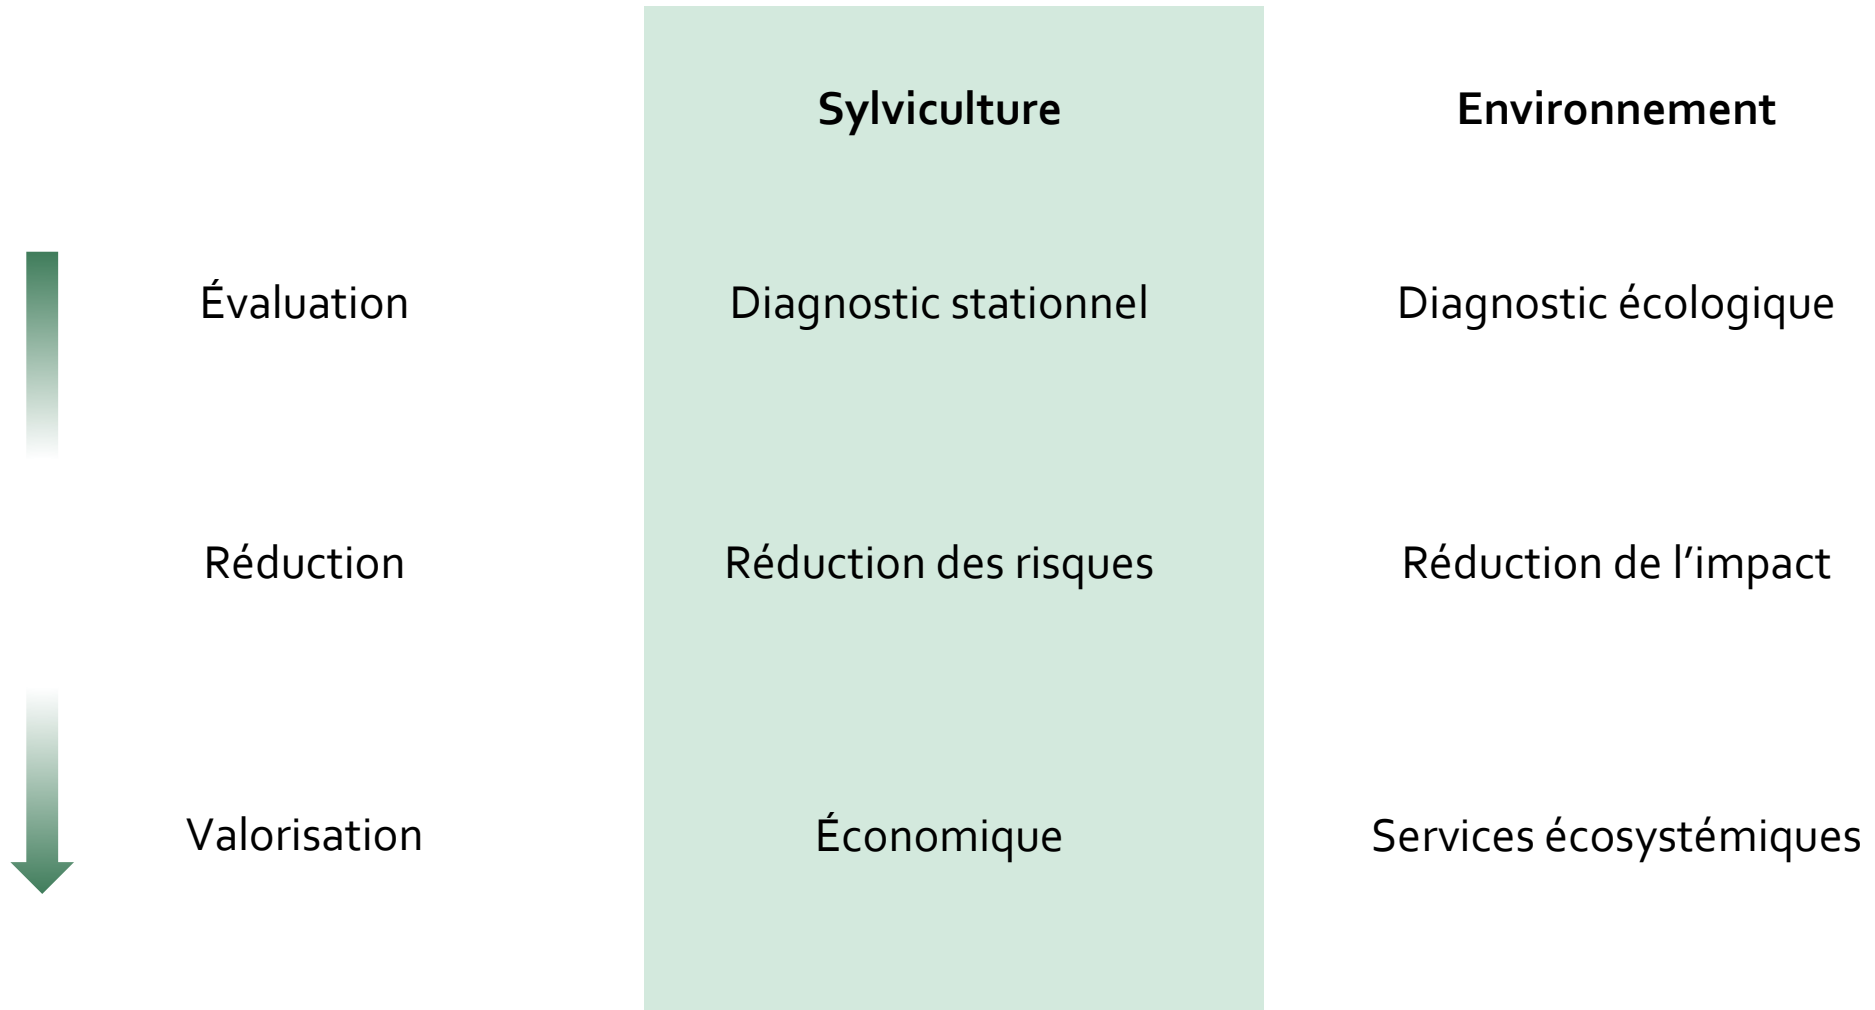 Sylviculture Environnement
Évaluation Diagnostic stationnel Diagnostic écologique
Réduction Réduction des risques Réduction de l’impact
Valorisation Économique Services écosystémiques